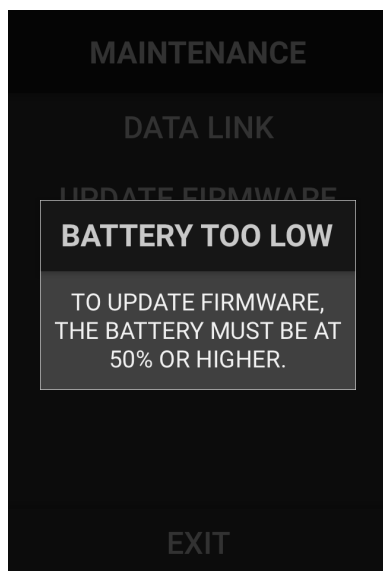 MAINTENANCE
DATA LINK
UPDATE FIRMWARE
BATTERY TOO LOW
TO UPDATE FIRMWARE,
THE BATTERY MUST BE AT
50% OR HIGHER.
EXIT